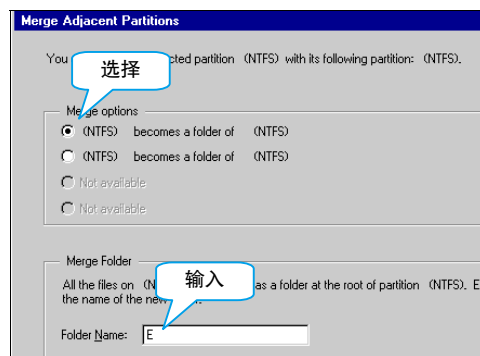 Merge Adjacent Partitions
You cted partition (NTFS) with its following partition: (NTFS).
选择
Merge options
(NTFS) becomes a folder of (NTFS)
(NTFS) becomes a folder of (NTFS)
Not available
Not available
Merge Folder
All the files on (N as a folder at the root of partition (NTFS). E
输入
the name of the new
Folder Name: E